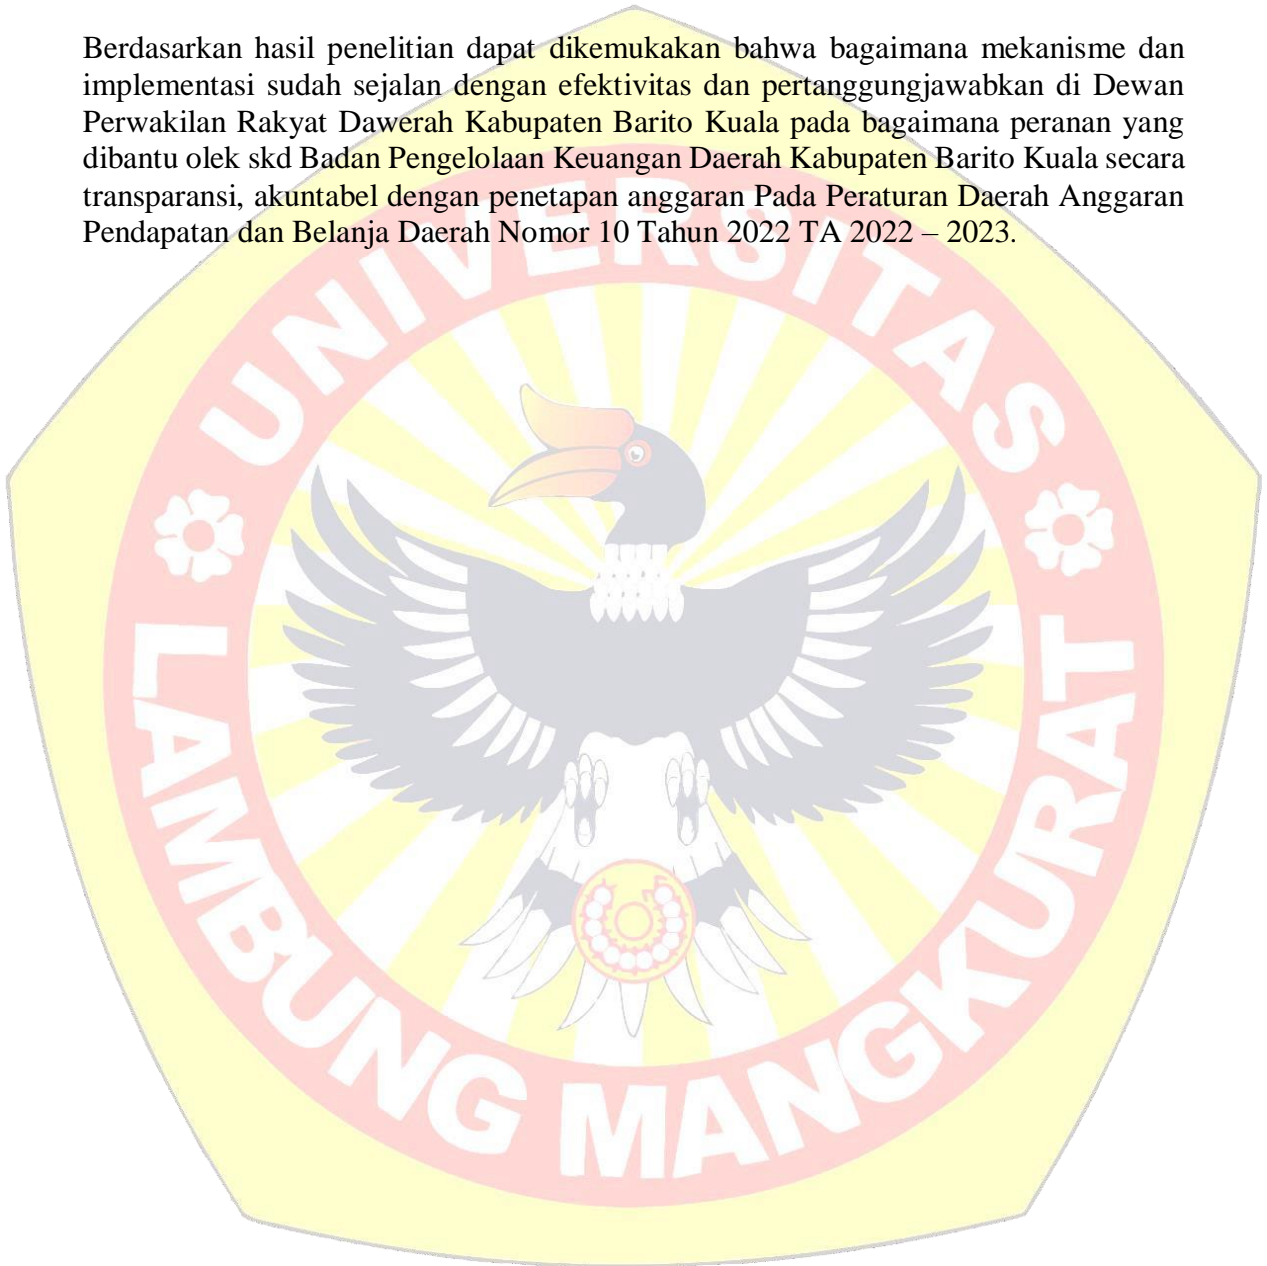 Berdasarkan hasil penelitian dapat dikemukakan bahwa bagaimana mekanisme dan
implementasi sudah sejalan dengan efektivitas dan pertanggungjawabkan di Dewan
Perwakilan Rakyat Dawerah Kabupaten Barito Kuala pada bagaimana peranan yang
dibantu olek skd Badan Pengelolaan Keuangan Daerah Kabupaten Barito Kuala secara
transparansi, akuntabel dengan penetapan anggaran Pada Peraturan Daerah Anggaran
Pendapatan dan Belanja Daerah Nomor 10 Tahun 2022 TA 2022 – 2023.
UNIVERSITAS
LAMBUNG MANGKURAT